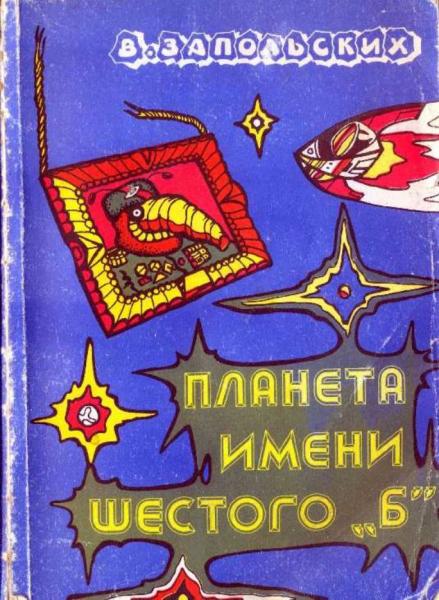 В. ЗАПОЛЬСКИХ
ПЛАНЕТА
ИМЕНИ
ШЕСТОГО „Б"